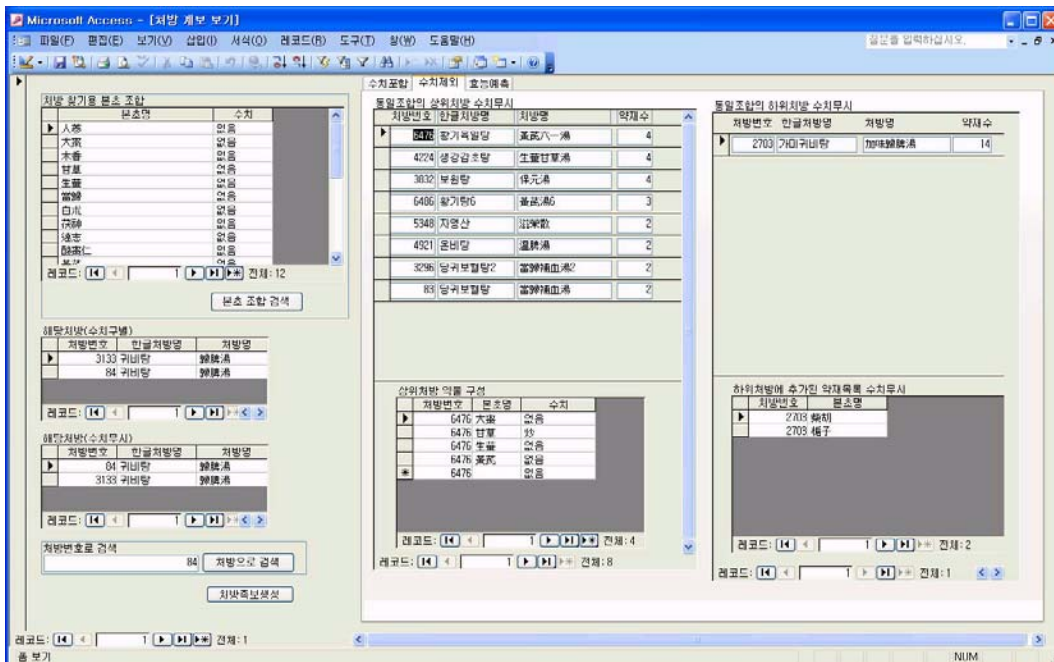 Microsoft Access - [처방 계보 보기]
파일(F) 편집(E) 보기(V) 삽입(I) 서식(O) 레코드(R) 도구(T) 창(W) 도움말(H)
질문을 입력하십시오.
수치포함 수치제외 효능예측
처방 찾기용 본초 조합
본초명 수치
人蔘 없음
大棗 없음
木香 없음
甘草 없음
生薑 없음
當歸 없음
白朮 없음
茯神 없음
遠志 없음
酸棗仁 없음
레코드: 1 전체: 12
본초 조합 검색
해당처방(수치구별)
처방번호 한글처방명 처방명
3133 귀비탕 歸脾湯
84 귀비탕 歸脾湯
레코드: 1
해당처방(수치무시)
처방번호 한글처방명 처방명
84 귀비탕 歸脾湯
3133 귀비탕 歸脾湯
레코드: 1
처방번호로 검색
84 처방으로 검색
처방족보생성
동일조합의 상위처방 수치무시
처방번호 한글처방명 처방명 약재수
6476 황기육일탕 黃芪六一湯 4
4224 생강감초탕 生薑甘草湯 4
3032 보원탕 保元湯 4
6486 황기탕6 黃芪湯6 3
5348 자영산 滋榮散 2
4921 온비탕 溫脾湯 2
3296 당귀보혈탕2 當歸補血湯2 2
83 당귀보혈탕 當歸補血湯 2
상위처방 약물 구성
처방번호 본초명 수치
6476 大棗 없음
6476 甘草 炒
6476 生薑 없음
6476 黃芪 없음
6476 없음
레코드: 1 전체: 4
레코드: 1 전체: 8
동일조합의 하위처방 수치무시
처방번호 한글처방명 처방명 약재수
2703 가미귀비탕 加味歸脾湯 14
하위처방에 추가된 약재목록 수치무시
처방번호 본초명
2703 柴胡
2703 梔子
레코드: 1 전체: 2
레코드: 1 전체: 1
레코드: 1 전체: 1
폼 보기 NUM